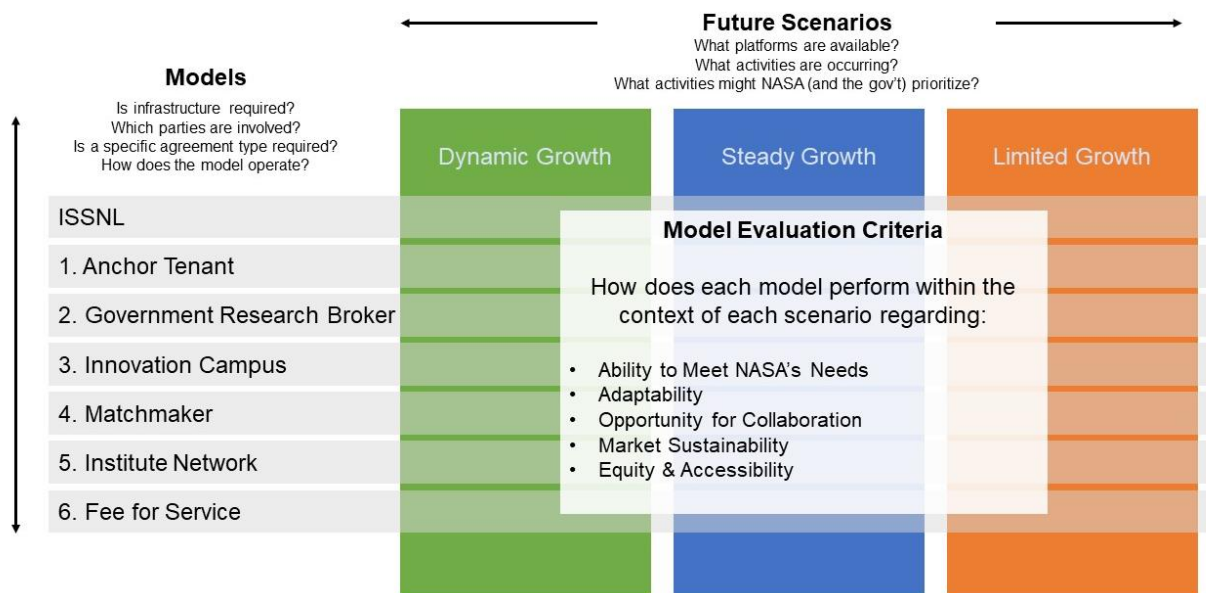 Future Scenarios
What platforms are available?
What activities are occurring?
What activities might NASA (and the gov't) prioritize?
Models
Is infrastructure required?
Which parties are involved?
Is a specific agreement type required?
How does the model operate?
Dynamic Growth
Steady Growth
Limited Growth
ISSNL
1. Anchor Tenant
2. Government Research Broker
3. Innovation Campus
4. Matchmaker
5. Institute Network
6. Fee for Service
Model Evaluation Criteria
How does each model perform within the
context of each scenario regarding:
• Ability to Meet NASA's Needs
• Adaptability
• Opportunity for Collaboration
• Market Sustainability
• Equity & Accessibility